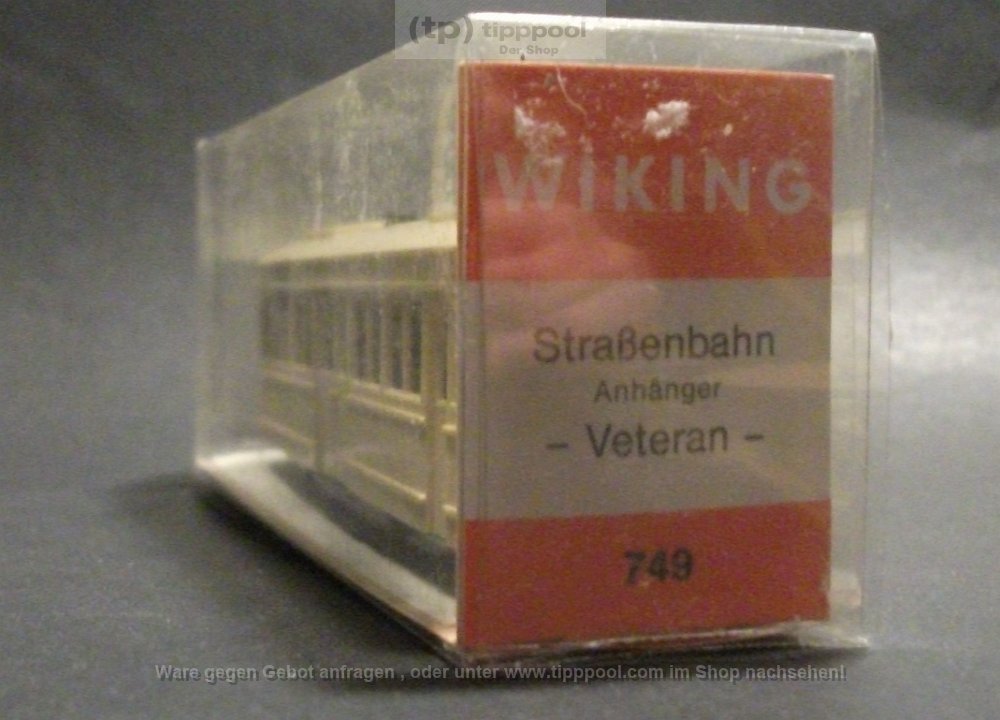 (tp) tipppool
Der Shop
WIKING
Straßenbahn
Anhänger
– Veteran –
749
Ware gegen Gebot anfragen , oder unter www.tipppool.com im Shop nachsehen!